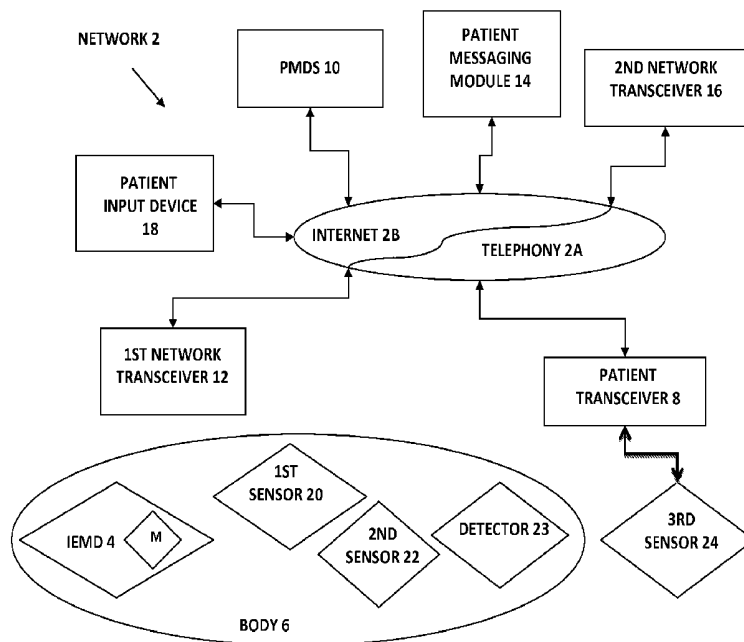 NETWORK 2
PMDS 10
PATIENT
MESSAGING
MODULE 14
2ND NETWORK
TRANSCEIVER 16
PATIENT
INPUT DEVICE
18
INTERNET 2B
TELEPHONY 2A
1ST NETWORK
TRANSCEIVER 12
PATIENT
TRANSCEIVER 8
1ST
SENSOR 20
IEMD 4
M
2ND
SENSOR 22
DETECTOR 23
3RD
SENSOR 24
BODY 6